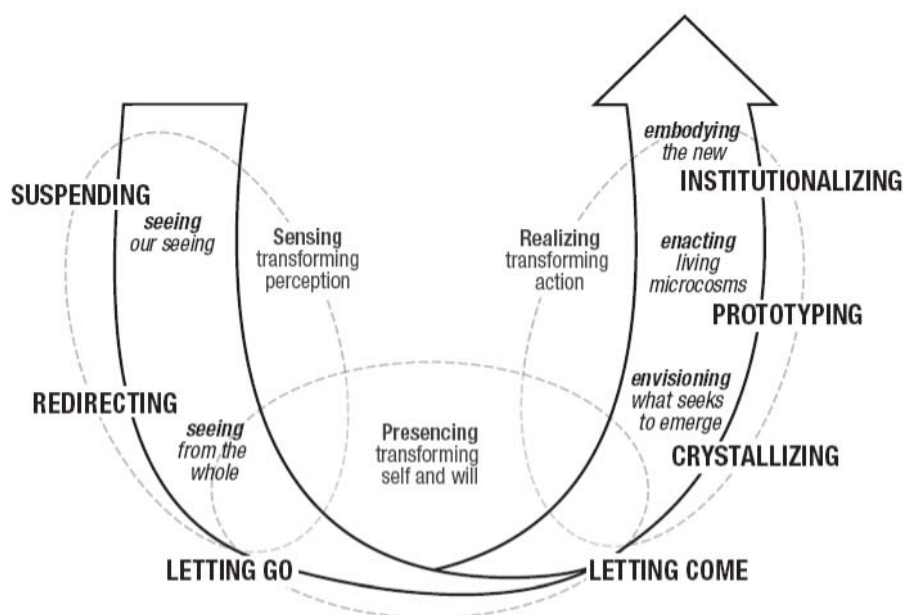 SUSPENDING
seeing
our seeing
Sensing
transforming
perception
REDIRECTING
seeing
from the
whole
LETTING GO
Presencing
transforming
self and will
LETTING COME
CRYSTALLIZING
envisioning
what seeks
to emerge
Realizing
transforming
action
PROTOTYPING
enacting
living
microcosms
INSTITUTIONALIZING
embodying
the new